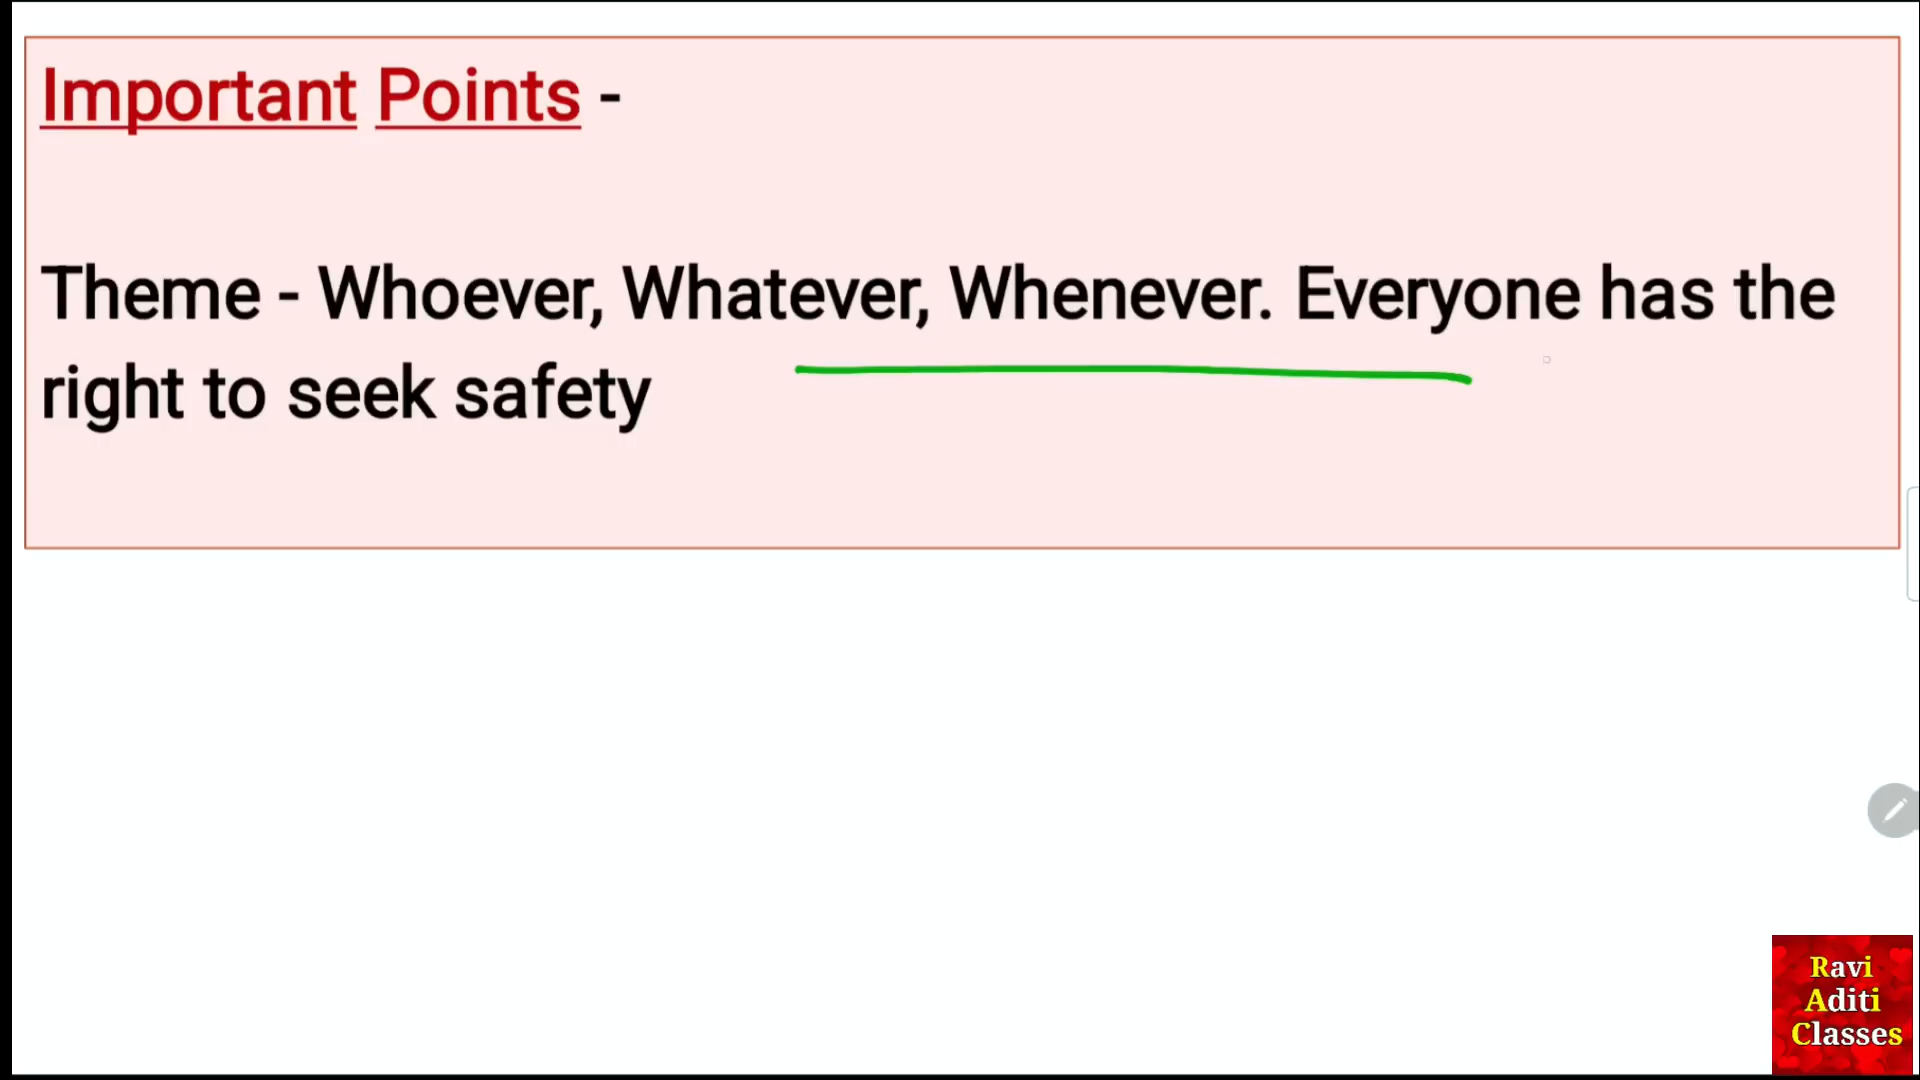 Important Points -
Theme - Whoever, Whatever, Whenever. Everyone has the
right to seek safety
Ravi
Aditi
Classes